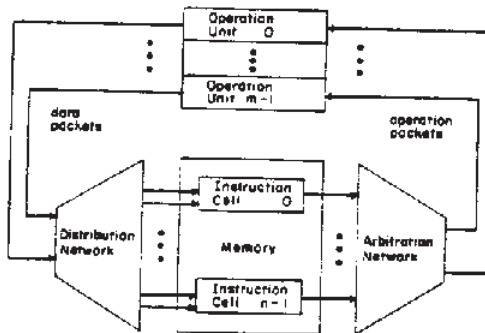 Operation
Unit 0
Operation
Unit m-1
data
packets
operation
packets
Instruction
Cell 0
Distribution
Network
Memory
Arbitration
Network
Instruction
Cell n-1